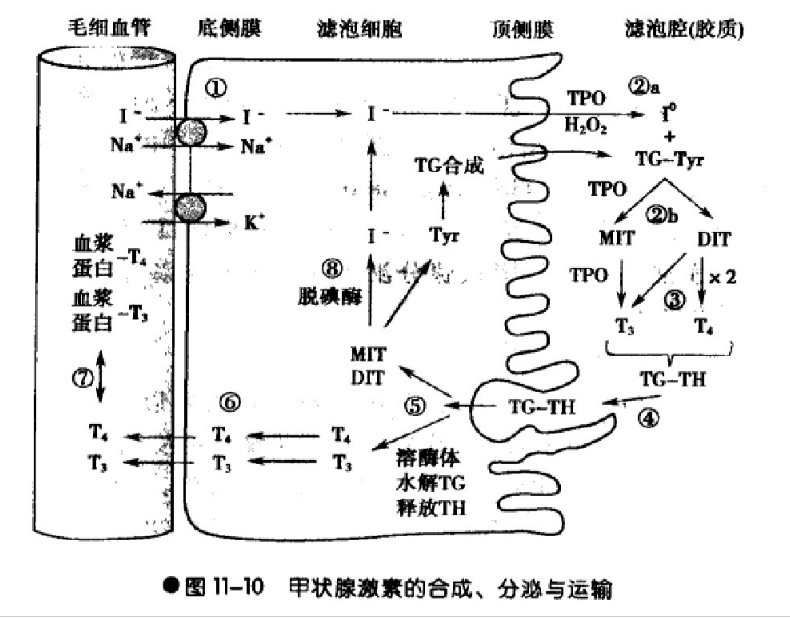 毛细血管 底侧膜 滤泡细胞 顶侧膜 滤泡腔(胶质)
① ②a
I⁻ I⁻ I⁻ TPO I⁰
H₂O₂ +
Na⁺ Na⁺ TG合成 TG-Tyr
Na⁺ TPO
K⁺ ②b
血浆 I⁻ Tyr MIT DIT
蛋白-T₄ ⑧ TPO ×2
血浆 脱碘酶 ③
蛋白-T₃ T₃ T₄
MIT
DIT TG-TH
⑦ ⑥ ⑤ TG-TH ④
T₄ T₄ T₄
T₃ T₃ T₃ 溶酶体
水解TG
释放TH
●图 11-10 甲状腺激素的合成、分泌与运输